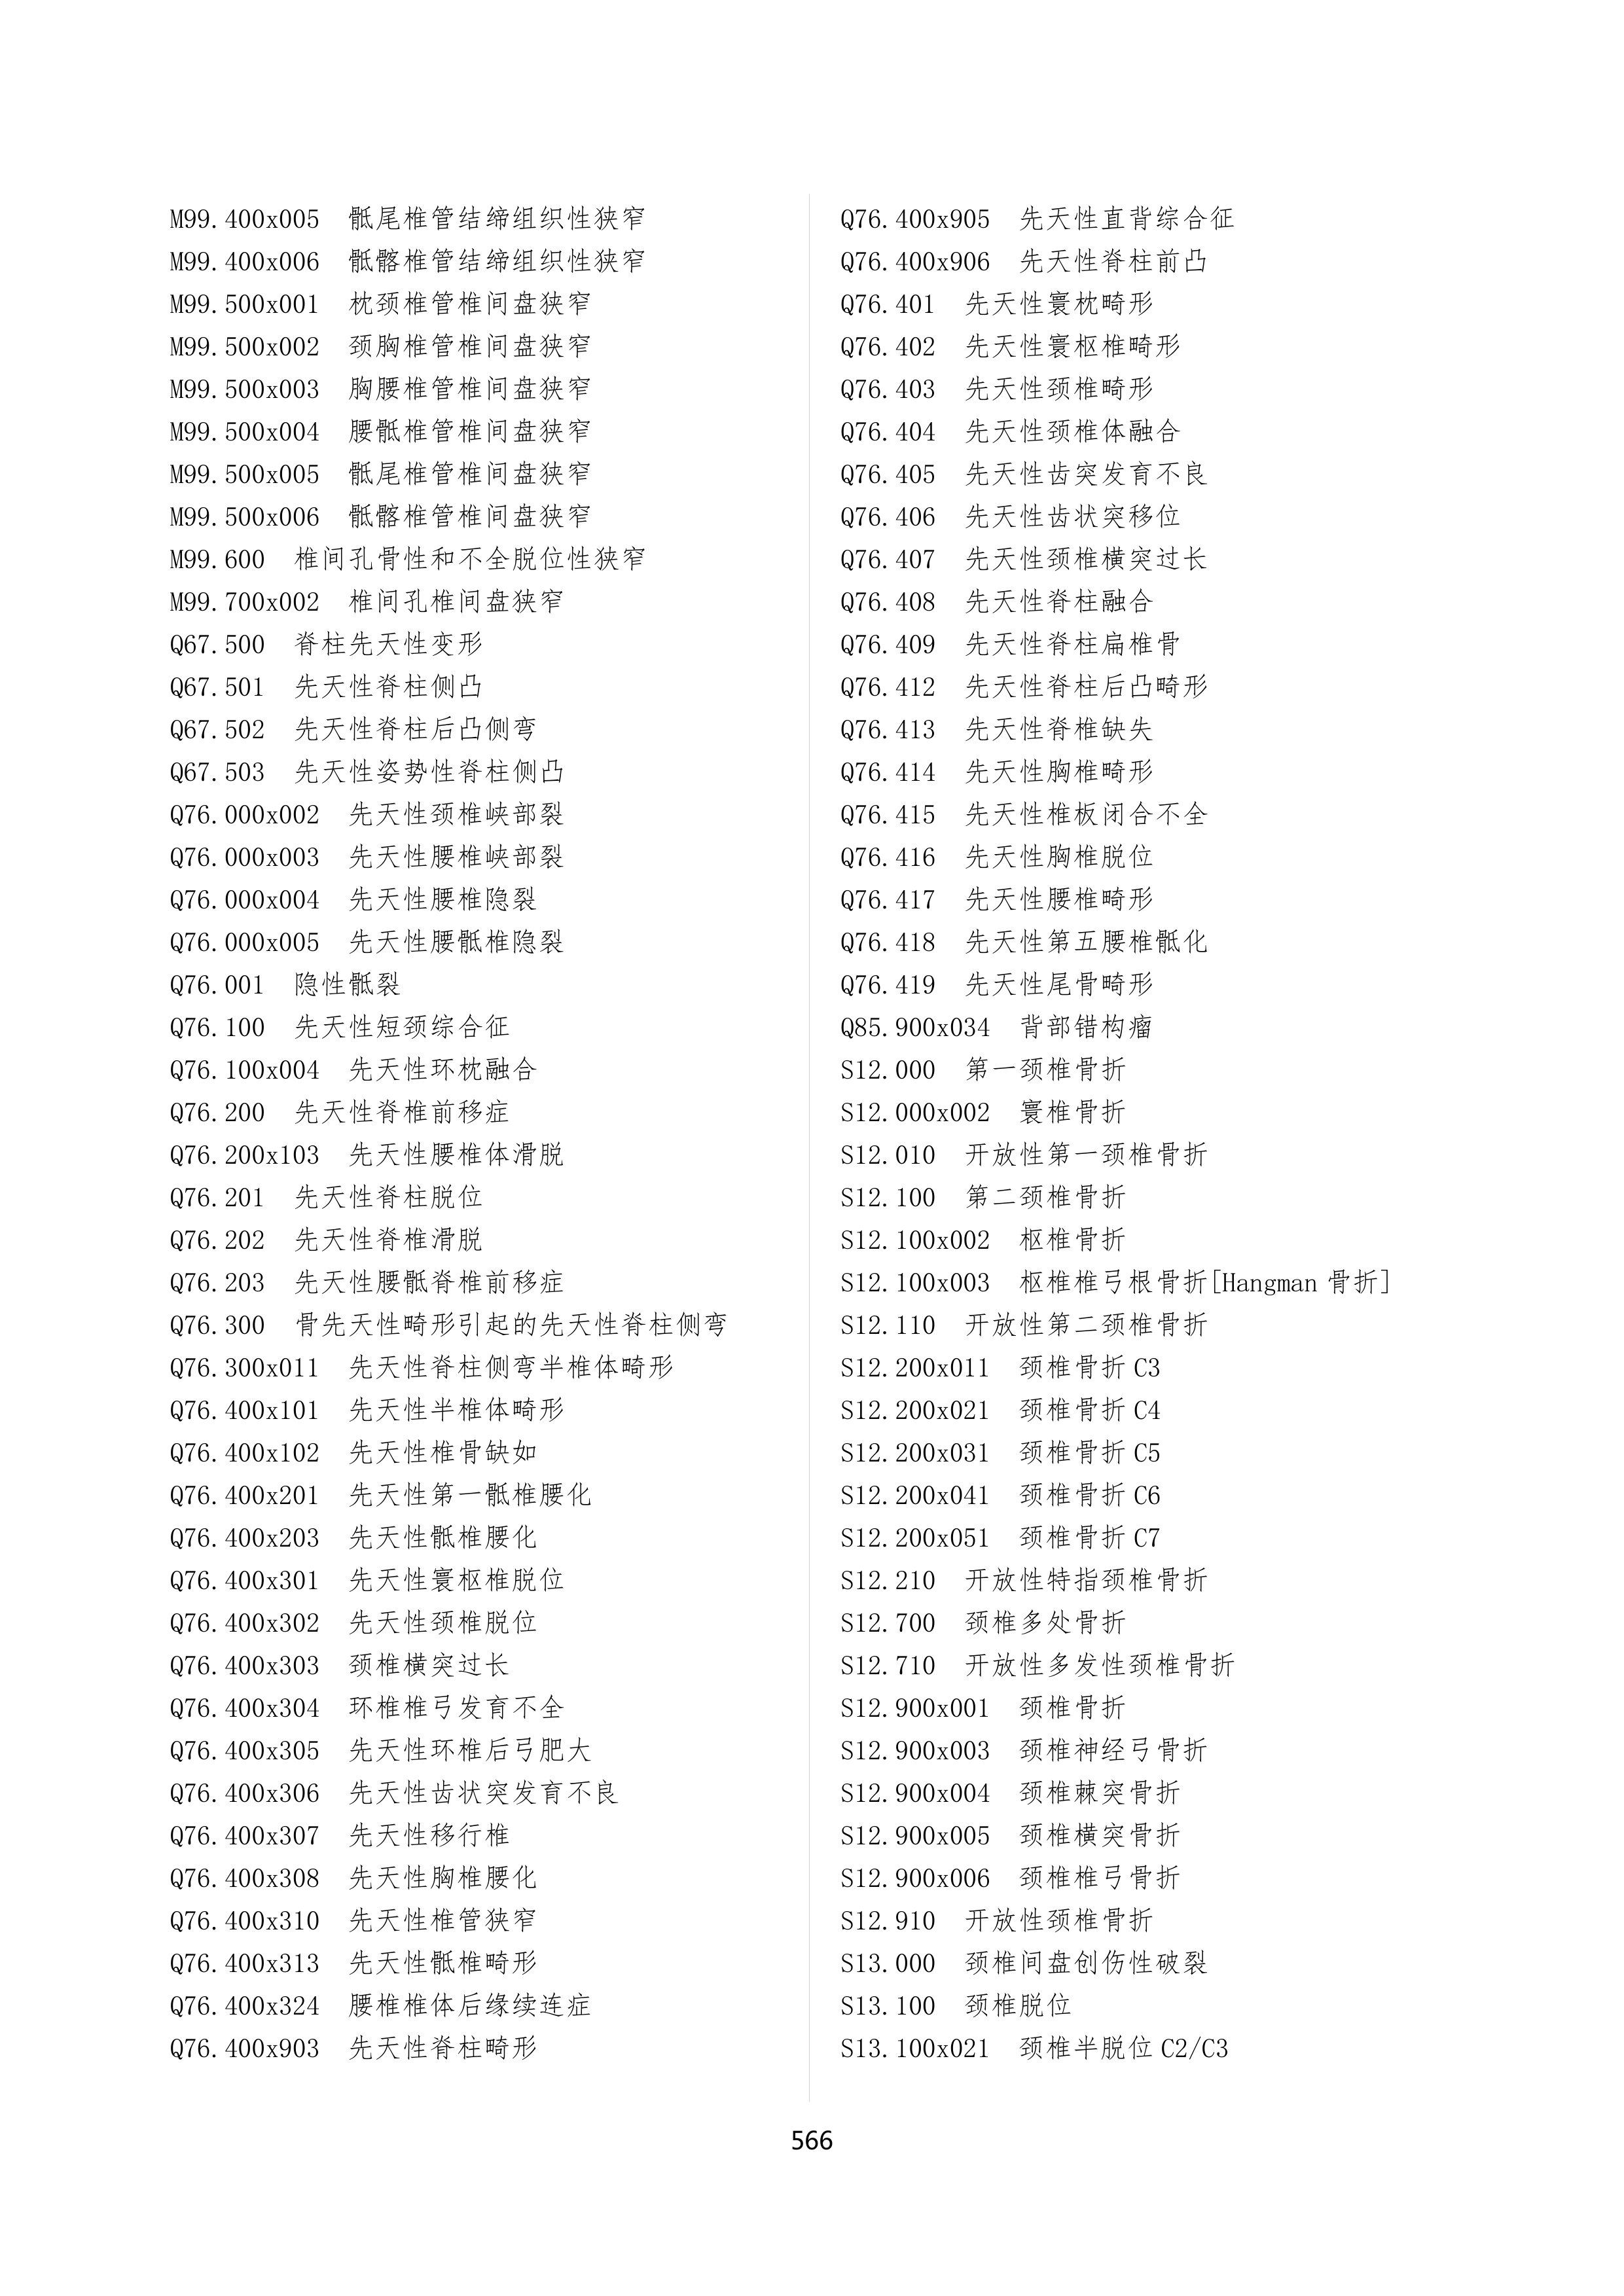 M99.400x005 骶尾椎管结缔组织性狭窄
M99.400x006 骶髂椎管结缔组织性狭窄
M99.500x001 枕颈椎管椎间盘狭窄
M99.500x002 颈胸椎管椎间盘狭窄
M99.500x003 胸腰椎管椎间盘狭窄
M99.500x004 腰骶椎管椎间盘狭窄
M99.500x005 骶尾椎管椎间盘狭窄
M99.500x006 骶髂椎管椎间盘狭窄
M99.600 椎间孔骨性和不全脱位性狭窄
M99.700x002 椎间孔椎间盘狭窄
Q67.500 脊柱先天性变形
Q67.501 先天性脊柱侧凸
Q67.502 先天性脊柱后凸侧弯
Q67.503 先天性姿势性脊柱侧凸
Q76.000x002 先天性颈椎峡部裂
Q76.000x003 先天性腰椎峡部裂
Q76.000x004 先天性腰椎隐裂
Q76.000x005 先天性腰骶椎隐裂
Q76.001 隐性骶裂
Q76.100 先天性短颈综合征
Q76.100x004 先天性环枕融合
Q76.200 先天性脊椎前移症
Q76.200x103 先天性腰椎体滑脱
Q76.201 先天性脊柱脱位
Q76.202 先天性脊椎滑脱
Q76.203 先天性腰骶脊椎前移症
Q76.300 骨先天性畸形引起的先天性脊柱侧弯
Q76.300x011 先天性脊柱侧弯半椎体畸形
Q76.400x101 先天性半椎体畸形
Q76.400x102 先天性椎骨缺如
Q76.400x201 先天性第一骶椎腰化
Q76.400x203 先天性骶椎腰化
Q76.400x301 先天性寰枢椎脱位
Q76.400x302 先天性颈椎脱位
Q76.400x303 颈椎横突过长
Q76.400x304 环椎椎弓发育不全
Q76.400x305 先天性环椎后弓肥大
Q76.400x306 先天性齿状突发育不良
Q76.400x307 先天性移行椎
Q76.400x308 先天性胸椎腰化
Q76.400x310 先天性椎管狭窄
Q76.400x313 先天性骶椎畸形
Q76.400x324 腰椎椎体后缘续连症
Q76.400x903 先天性脊柱畸形
Q76.400x905 先天性直背综合征
Q76.400x906 先天性脊柱前凸
Q76.401 先天性寰枕畸形
Q76.402 先天性寰枢椎畸形
Q76.403 先天性颈椎畸形
Q76.404 先天性颈椎体融合
Q76.405 先天性齿突发育不良
Q76.406 先天性齿状突移位
Q76.407 先天性颈椎横突过长
Q76.408 先天性脊柱融合
Q76.409 先天性脊柱扁椎骨
Q76.412 先天性脊柱后凸畸形
Q76.413 先天性脊椎缺失
Q76.414 先天性胸椎畸形
Q76.415 先天性椎板闭合不全
Q76.416 先天性胸椎脱位
Q76.417 先天性腰椎畸形
Q76.418 先天性第五腰椎骶化
Q76.419 先天性尾骨畸形
Q85.900x034 背部错构瘤
S12.000 第一颈椎骨折
S12.000x002 寰椎骨折
S12.010 开放性第一颈椎骨折
S12.100 第二颈椎骨折
S12.100x002 枢椎骨折
S12.100x003 枢椎椎弓根骨折[Hangman 骨折]
S12.110 开放性第二颈椎骨折
S12.200x011 颈椎骨折 C3
S12.200x021 颈椎骨折 C4
S12.200x031 颈椎骨折 C5
S12.200x041 颈椎骨折 C6
S12.200x051 颈椎骨折 C7
S12.210 开放性特指颈椎骨折
S12.700 颈椎多处骨折
S12.710 开放性多发性颈椎骨折
S12.900x001 颈椎骨折
S12.900x003 颈椎神经弓骨折
S12.900x004 颈椎棘突骨折
S12.900x005 颈椎横突骨折
S12.900x006 颈椎椎弓骨折
S12.910 开放性颈椎骨折
S13.000 颈椎间盘创伤性破裂
S13.100 颈椎脱位
S13.100x021 颈椎半脱位 C2/C3
566